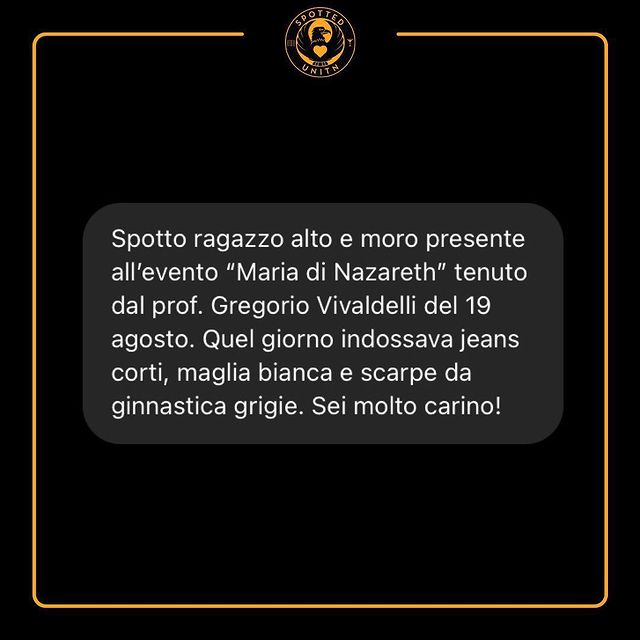 SPOTTED
UNITN
Spotto ragazzo alto e moro presente
all’evento “Maria di Nazareth” tenuto
dal prof. Gregorio Vivaldelli del 19
agosto. Quel giorno indossava jeans
corti, maglia bianca e scarpe da
ginnastica grigie. Sei molto carino!